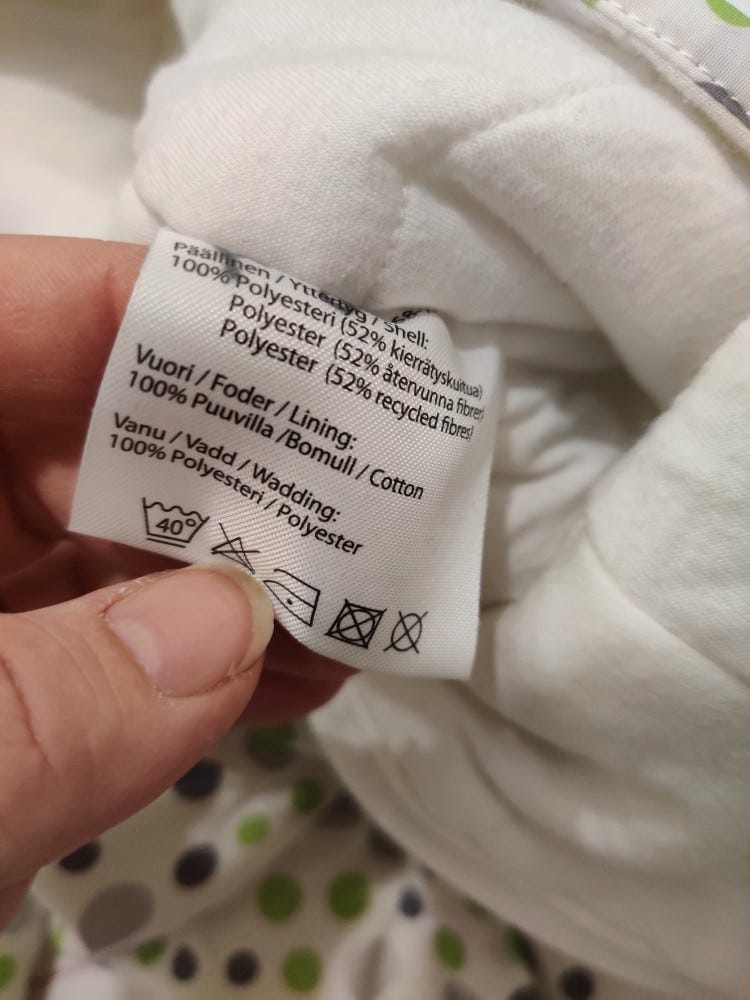 Päällinen / Yttertyg / Shell:
100% Polyesteri (52% kierrätyskuitua)
Polyester (52% återvunna fibrer)
Polyester (52% recycled fibres)
Vuori / Foder / Lining:
100% Puuvilla /Bomull / Cotton
Vanu / Vadd / Wadding:
100% Polyesteri / Polyester
40°